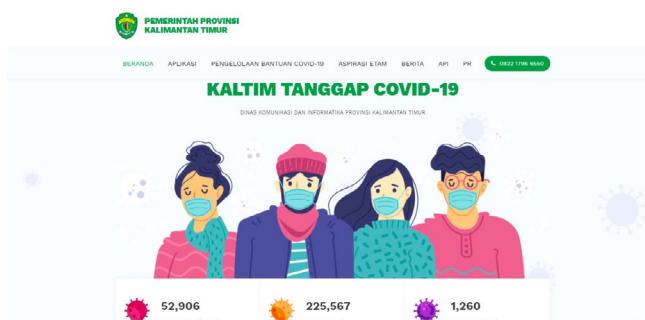 PEMERINTAH PROVINSI
KALIMANTAN TIMUR
BERANDA APLIKASI PENGELOLAAN BANTUAN COVID-19 ASPIRASI ETAM BERITA API PR 0822 1796 6550
KALTIM TANGGAP COVID-19
DINAS KOMUNIKASI DAN INFORMATIKA PROVINSI KALIMANTAN TIMUR
52,906 225,567 1,260